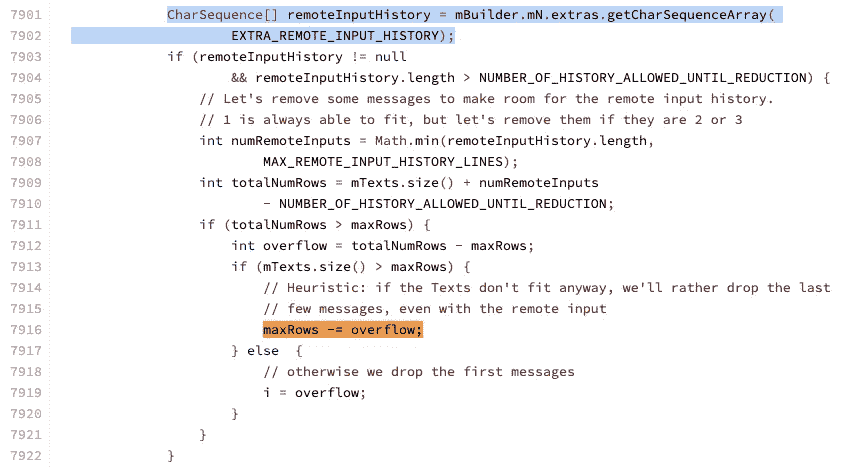 7901 CharSequence[] remoteInputHistory = mBuilder.mN.extras.getCharSequenceArray(
7902 EXTRA_REMOTE_INPUT_HISTORY);
7903 if (remoteInputHistory != null
7904 && remoteInputHistory.length > NUMBER_OF_HISTORY_ALLOWED_UNTIL_REDUCTION) {
7905 // Let's remove some messages to make room for the remote input history.
7906 // 1 is always able to fit, but let's remove them if they are 2 or 3
7907 int numRemoteInputs = Math.min(remoteInputHistory.length,
7908 MAX_REMOTE_INPUT_HISTORY_LINES);
7909 int totalNumRows = mTexts.size() + numRemoteInputs
7910 - NUMBER_OF_HISTORY_ALLOWED_UNTIL_REDUCTION;
7911 if (totalNumRows > maxRows) {
7912 int overflow = totalNumRows - maxRows;
7913 if (mTexts.size() > maxRows) {
7914 // Heuristic: if the Texts don't fit anyway, we'll rather drop the last
7915 // few messages, even with the remote input
7916 maxRows -= overflow;
7917 } else  {
7918 // otherwise we drop the first messages
7919 i = overflow;
7920 }
7921 }
7922 }